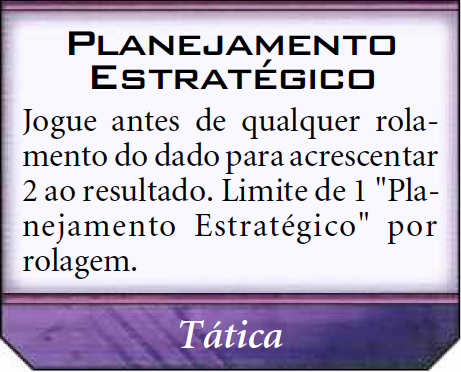 PLANEJAMENTO
ESTRATÉGICO
Jogue antes de qualquer rola-
mento do dado para acrescentar
2 ao resultado. Limite de 1 "Pla-
nejamento Estratégico" por
rolagem.
Tática